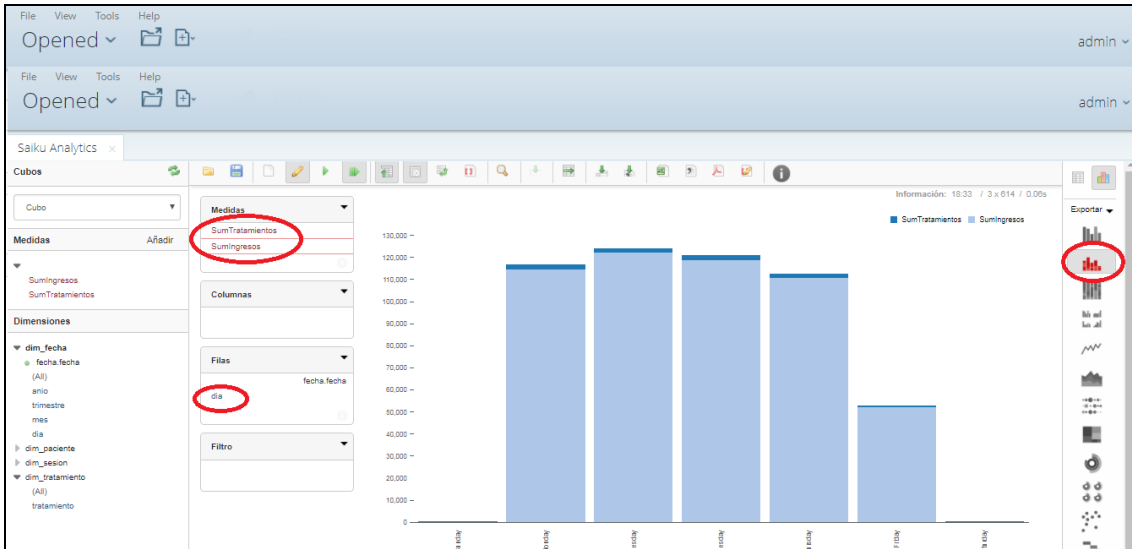 File View Tools Help
Opened
admin
File View Tools Help
Opened
admin
Saiku Analytics ×
Cubos
Cubo
Medidas Añadir
SumIngresos
SumTratamientos
Dimensiones
dim_fecha
fecha.fecha
(All)
anio
trimestre
mes
dia
dim_paciente
dim_sesion
dim_tratamiento
(All)
tratamiento
Medidas
SumTratamientos
SumIngresos
Columnas
Filas
fecha.fecha
dia
Filtro
Información: 18:33 / 3 x 614 / 0.06s
SumTratamientos SumIngresos
130,000
120,000
110,000
100,000
90,000
80,000
70,000
60,000
50,000
40,000
30,000
20,000
10,000
0
Exportar